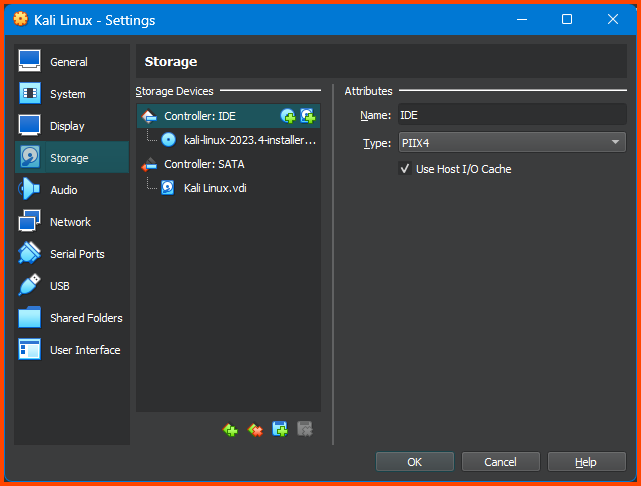 Kali Linux - Settings
General
System
Display
Storage
Audio
Network
Serial Ports
USB
Shared Folders
User Interface
Storage
Storage Devices
Controller: IDE
kali-linux-2023.4-installer...
Controller: SATA
Kali Linux.vdi
Attributes
Name: IDE
Type: PIIX4
Use Host I/O Cache
OK
Cancel
Help